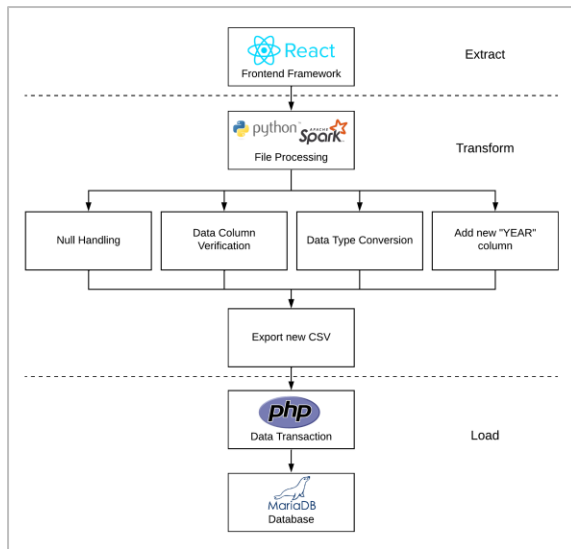 React
Extract
Frontend Framework
python
APACHE
Spark
File Processing
Transform
Null Handling
Data Column
Verification
Data Type Conversion
Add new "YEAR"
column
Export new CSV
php
Data Transaction
Load
MariaDB
Database